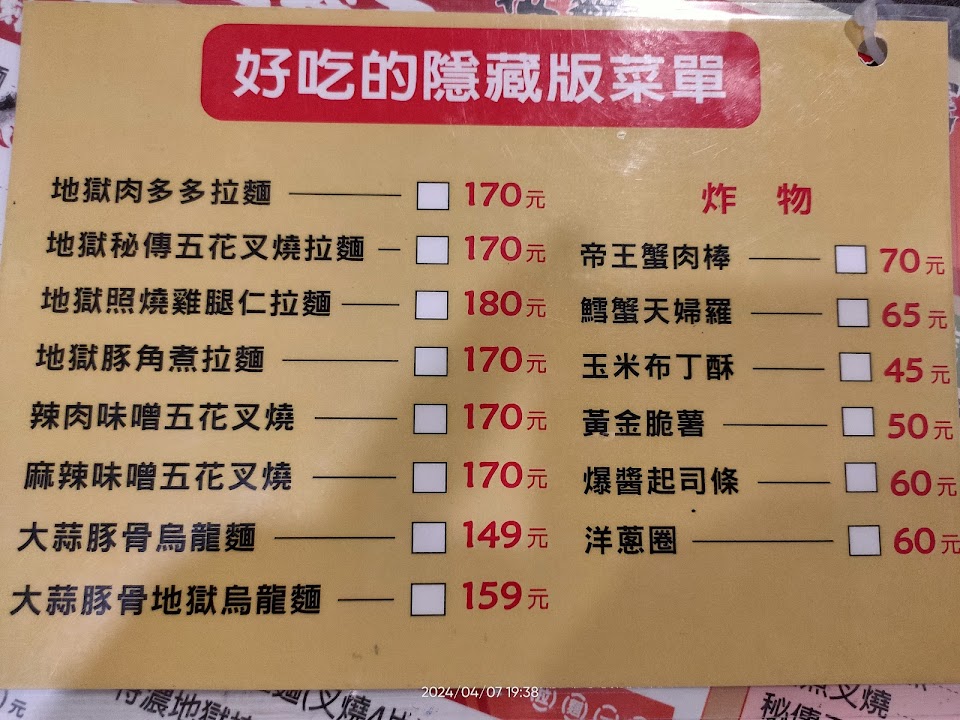 好吃的隱藏版菜單
地獄肉多多拉麵 170元
地獄秘傳五花叉燒拉麵 170元
地獄照燒雞腿仁拉麵 180元
地獄豚角煮拉麵 170元
辣肉味噌五花叉燒 170元
麻辣味噌五花叉燒 170元
大蒜豚骨烏龍麵 149元
大蒜豚骨地獄烏龍麵 159元
炸物
帝王蟹肉棒 70元
鱈蟹天婦羅 65元
玉米布丁酥 45元
黃金脆薯 50元
爆醬起司條 60元
洋蔥圈 60元
2024/04/07 19:38